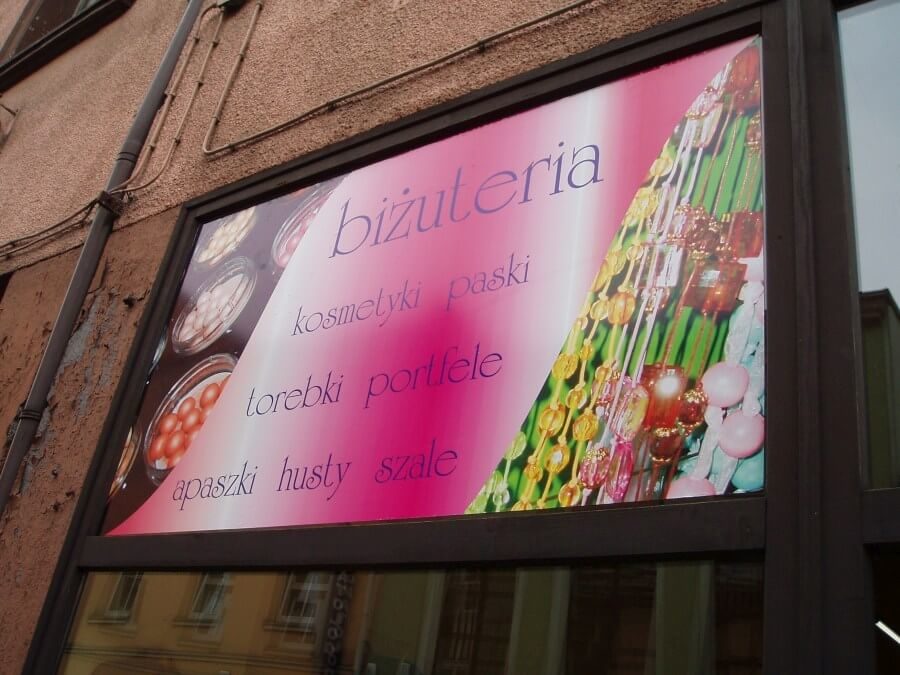 biżuteria
kosmetyki paski
torebki portfele
apaszki husty szale